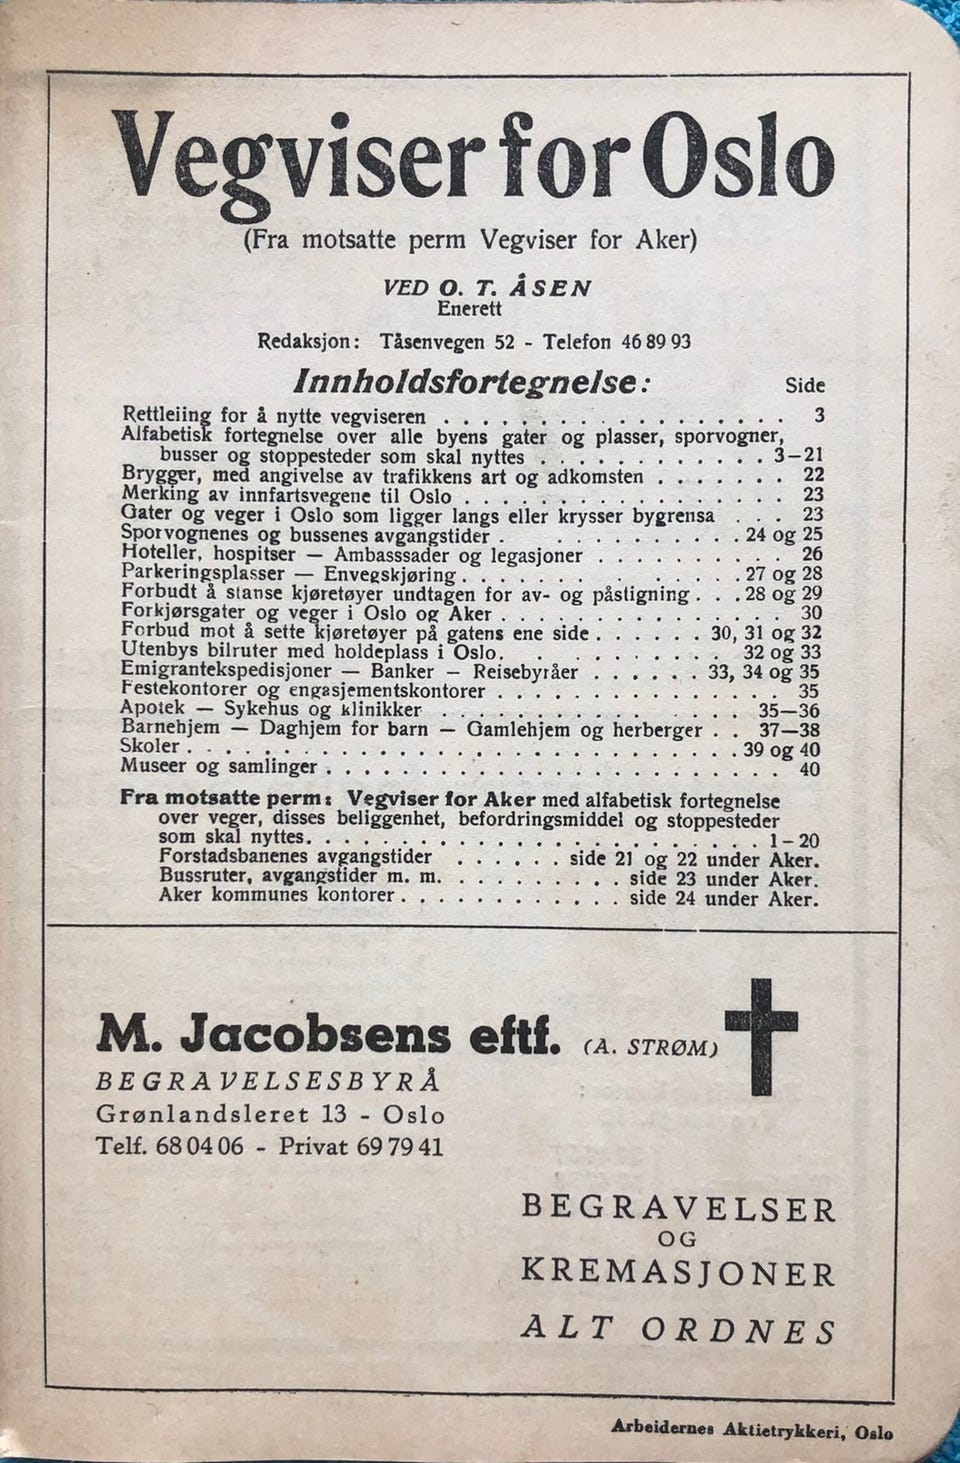 Vegviser for Oslo
(Fra motsatte perm Vegviser for Aker)
VED O. T. ÅSEN
Enerett
Redaksjon: Tåsenvegen 52 - Telefon 46 89 93
Innholdsfortegnelse: Side
Rettleiing for å nytte vegviseren . . . . . . . . . . . . . . . . . . . 3
Alfabetisk fortegnelse over alle byens gater og plasser, sporvogner,
busser og stoppesteder som skal nyttes . . . . . . . . . . . . 3—21
Brygger, med angivelse av trafikkens art og adkomsten . . . . . . . 22
Merking av innfartsvegene til Oslo . . . . . . . . . . . . . . . . . 23
Gater og veger i Oslo som ligger langs eller krysser bygrensa . . . 23
Sporvognenes og bussenes avgangstider . . . . . . . . . . . 24 og 25
Hoteller, hospitser — Ambasssader og legasjoner . . . . . . . . . . 26
Parkeringsplasser — Envegskjøring . . . . . . . . . . . . . . 27 og 28
Forbudt å stanse kjøretøyer undtagen for av- og påstigning . . . 28 og 29
Forkjørsgater og veger i Oslo og Aker . . . . . . . . . . . . . . . 30
Forbud mot å sette kjøretøyer på gatens ene side . . . . . . 30, 31 og 32
Utenbys bilruter med holdeplass i Oslo. . . . . . . . . . . . 32 og 33
Emigrantekspedisjoner — Banker — Reisebyråer . . . . . . 33, 34 og 35
Festekontorer og engasjementskontorer . . . . . . . . . . . . . . . 35
Apotek — Sykehus og klinikker . . . . . . . . . . . . . . . 35—36
Barnehjem — Daghjem for barn — Gamlehjem og herberger . . 37—38
Skoler . . . . . . . . . . . . . . . . . . . . . . . . . . . . 39 og 40
Museer og samlinger . . . . . . . . . . . . . . . . . . . . . . . . 40
Fra motsatte perm: Vegviser for Aker med alfabetisk fortegnelse
over veger, disses beliggenhet, befordringsmiddel og stoppesteder
som skal nyttes. . . . . . . . . . . . . . . . . . . . . . . . . 1—20
Forstadsbanenes avgangstider . . . . . . side 21 og 22 under Aker.
Bussruter, avgangstider m. m. . . . . . . . . . . side 23 under Aker.
Aker kommunes kontorer . . . . . . . . . . . . side 24 under Aker.
M. Jacobsens eftf. (A. STRØM)
BEGRAVELSESBYRÅ
Grønlandsleret 13 - Oslo
Telf. 68 04 06 - Privat 69 79 41
BEGRAVELSER
OG
KREMASJONER
ALT ORDNES
Arbeidernes Aktietrykkeri, Oslo